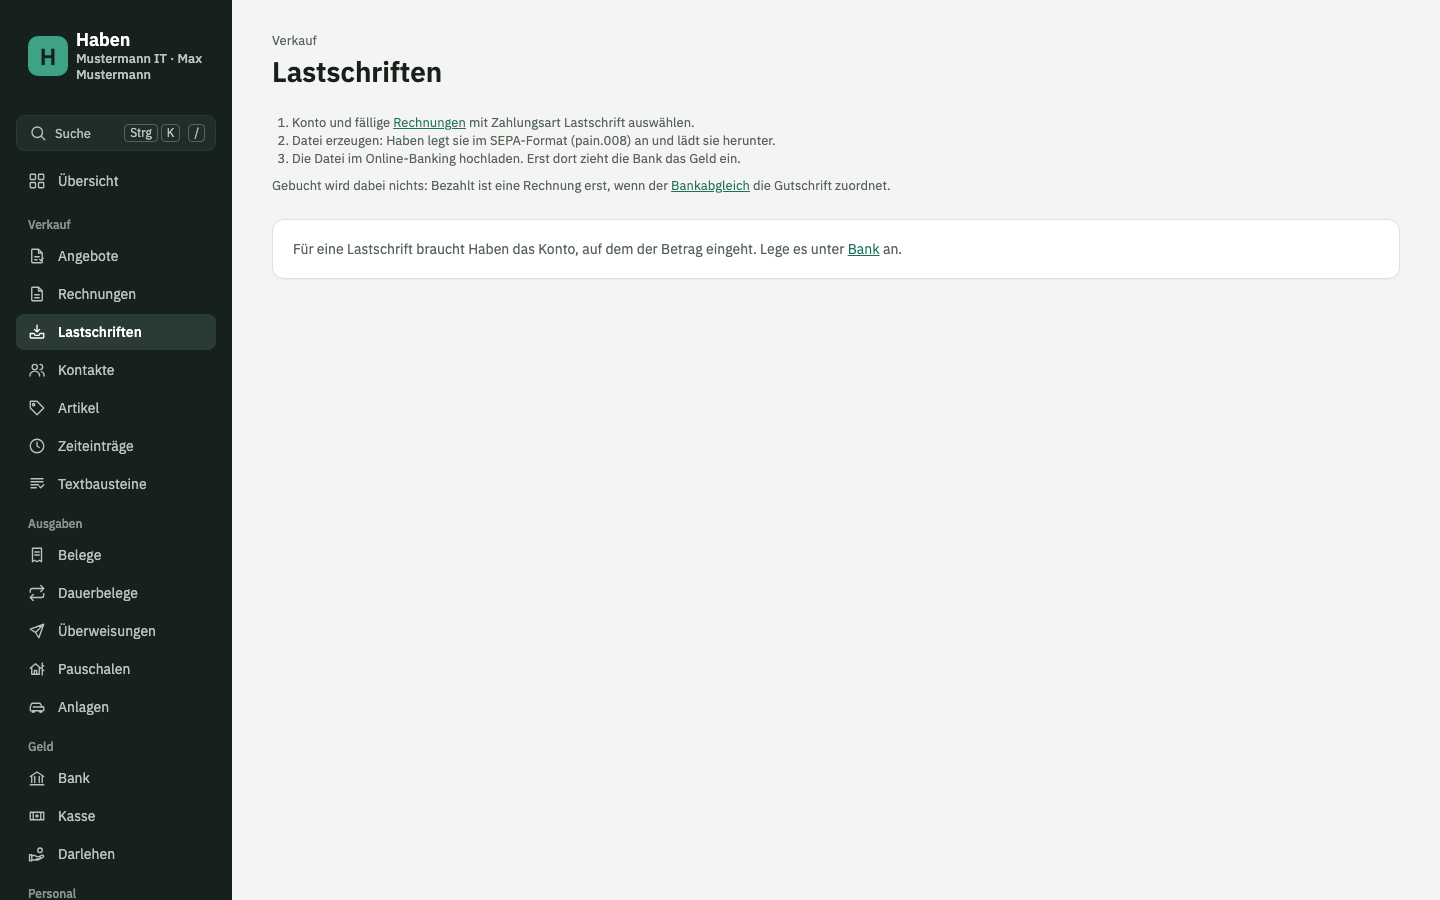 H
Haben
Mustermann IT · Max
Mustermann
Suche Strg K /
Übersicht
Verkauf
Angebote
Rechnungen
Lastschriften
Kontakte
Artikel
Zeiteinträge
Textbausteine
Ausgaben
Belege
Dauerbelege
Überweisungen
Pauschalen
Anlagen
Geld
Bank
Kasse
Darlehen
Personal
Verkauf
Lastschriften
1. Konto und fällige Rechnungen mit Zahlungsart Lastschrift auswählen.
2. Datei erzeugen: Haben legt sie im SEPA-Format (pain.008) an und lädt sie herunter.
3. Die Datei im Online-Banking hochladen. Erst dort zieht die Bank das Geld ein.
Gebucht wird dabei nichts: Bezahlt ist eine Rechnung erst, wenn der Bankabgleich die Gutschrift zuordnet.
Für eine Lastschrift braucht Haben das Konto, auf dem der Betrag eingeht. Lege es unter Bank an.